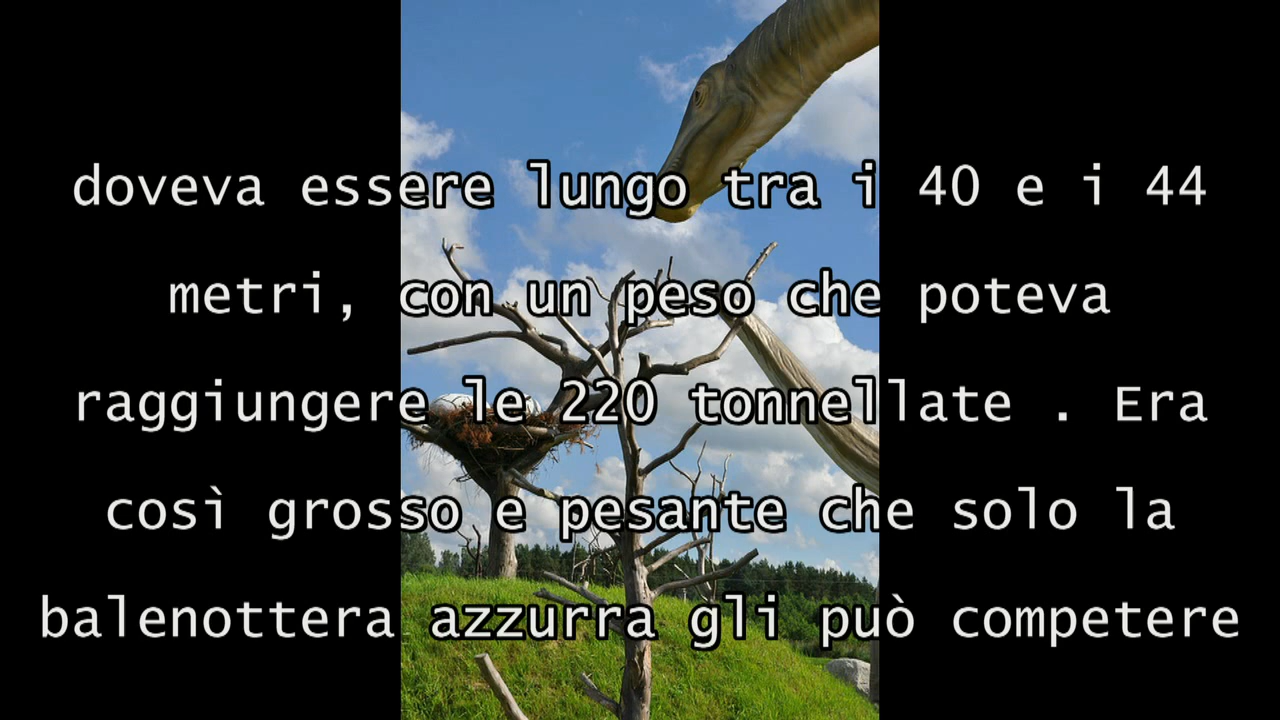 doveva essere lungo tra i 40 e i 44
metri, con un peso che poteva
raggiungere le 220 tonnellate . Era
così grosso e pesante che solo la
balenottera azzurra gli può competere